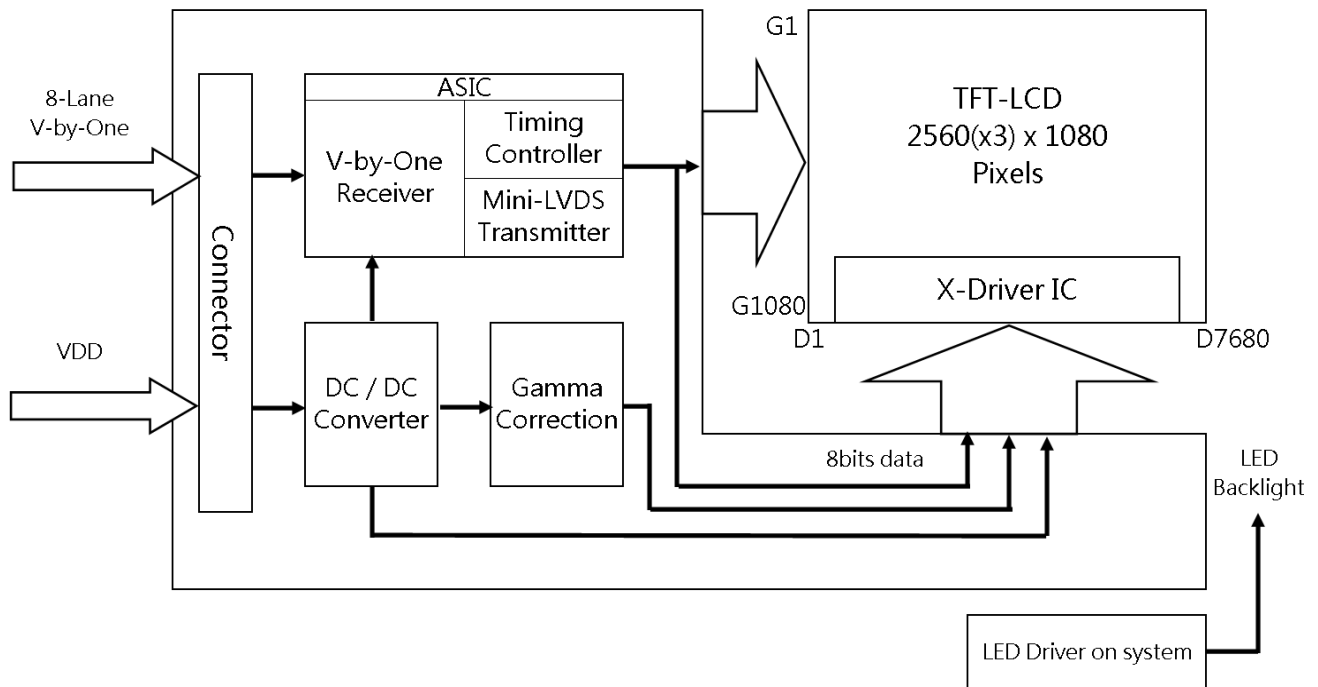 8-Lane
V-by-One
VDD
Connector
ASIC
V-by-One
Receiver
Timing
Controller
Mini-LVDS
Transmitter
DC / DC
Converter
Gamma
Correction
G1
G1080
TFT-LCD
2560(x3) x 1080
Pixels
X-Driver IC
D1
D7680
8bits data
LED
Backlight
LED Driver on system